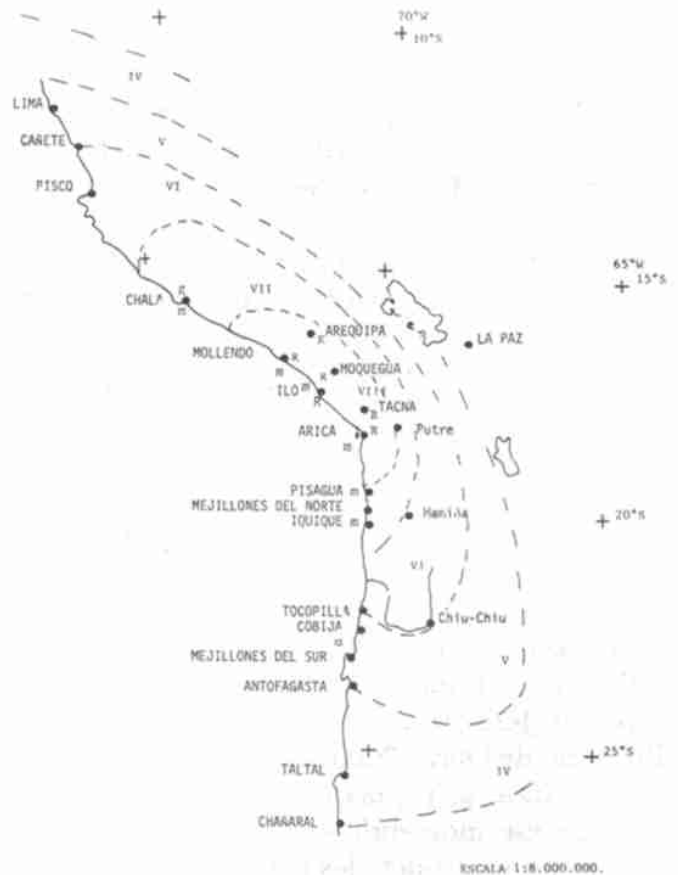 70°W
10°S
IV
LIMA
CAÑETE
V
VI
PISCO
65°W
15°S
CHALA
R
m
VII
AREQUIPA
R
LA PAZ
MOLLENDO
R
m
MOQUEGUA
R
ILO
m
R
VIII
TACNA
R
ARICA
R
m
Putre
PISAGUA m
MEJILLONES DEL NORTE
IQUIQUE m
20°S
VI
TOCOPILLA
COBIJA
Chiu-Chiu
MEJILLONES DEL SUR
V
ANTOFAGASTA
25°S
TALTAL
IV
CHAÑARAL
ESCALA 1:8.000.000.